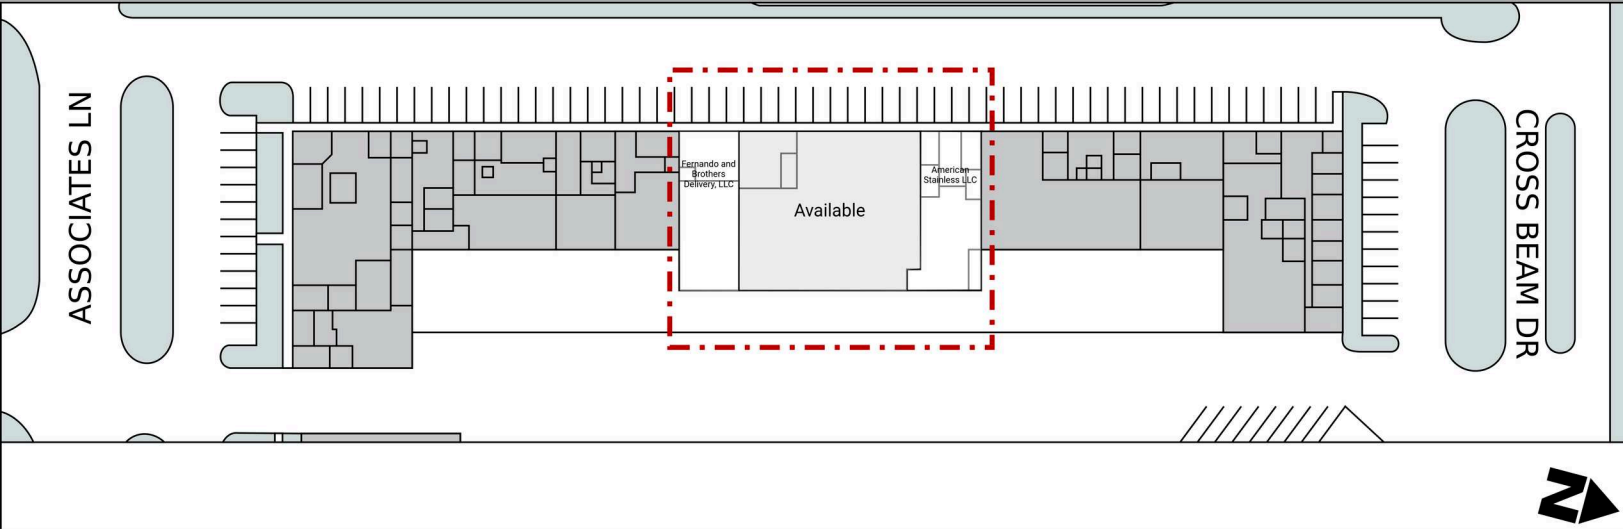 ASSOCIATES LN
Fernando and
Brothers
Delivery, LLC
Available
American
Stainless LLC
CROSS BEAM DR
N